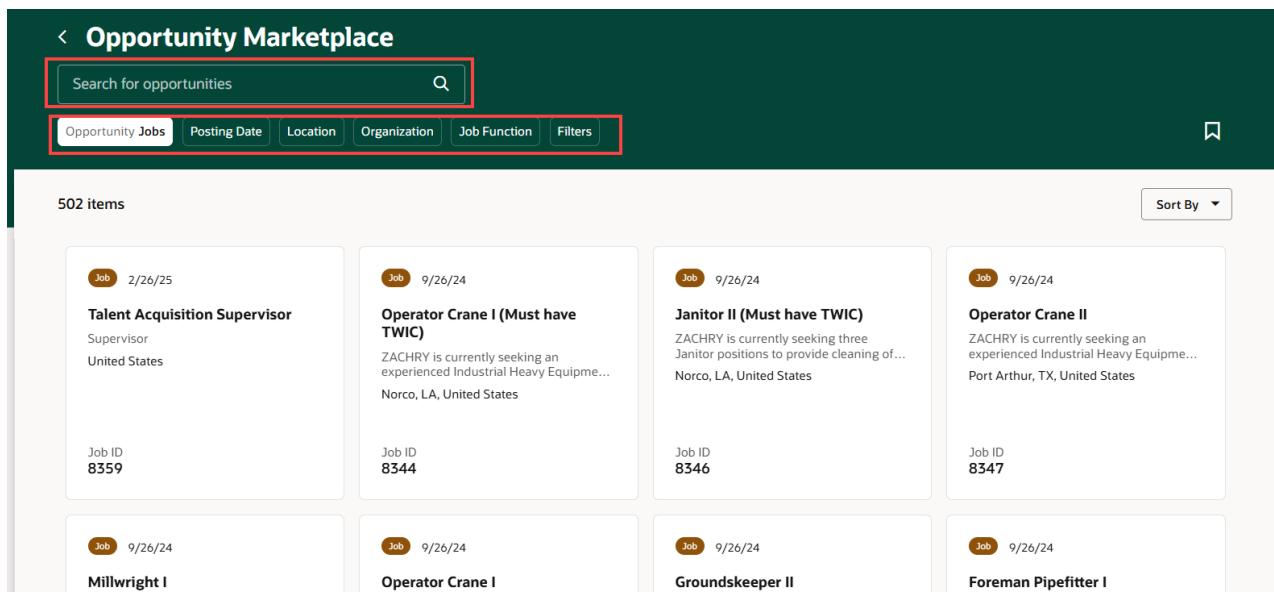 Opportunity Marketplace
Search for opportunities
Opportunity Jobs Posting Date Location Organization Job Function Filters
502 items
Sort By
Job 2/26/25
Talent Acquisition Supervisor
Supervisor
United States
Job ID
8359
Job 9/26/24
Operator Crane I (Must have
TWIC)
ZACHRY is currently seeking an
experienced Industrial Heavy Equipme...
Norco, LA, United States
Job ID
8344
Job 9/26/24
Janitor II (Must have TWIC)
ZACHRY is currently seeking three
Janitor positions to provide cleaning of...
Norco, LA, United States
Job ID
8346
Job 9/26/24
Operator Crane II
ZACHRY is currently seeking an
experienced Industrial Heavy Equipme...
Port Arthur, TX, United States
Job ID
8347
Job 9/26/24
Millwright I
Job 9/26/24
Operator Crane I
Job 9/26/24
Groundskeeper II
Job 9/26/24
Foreman Pipefitter I